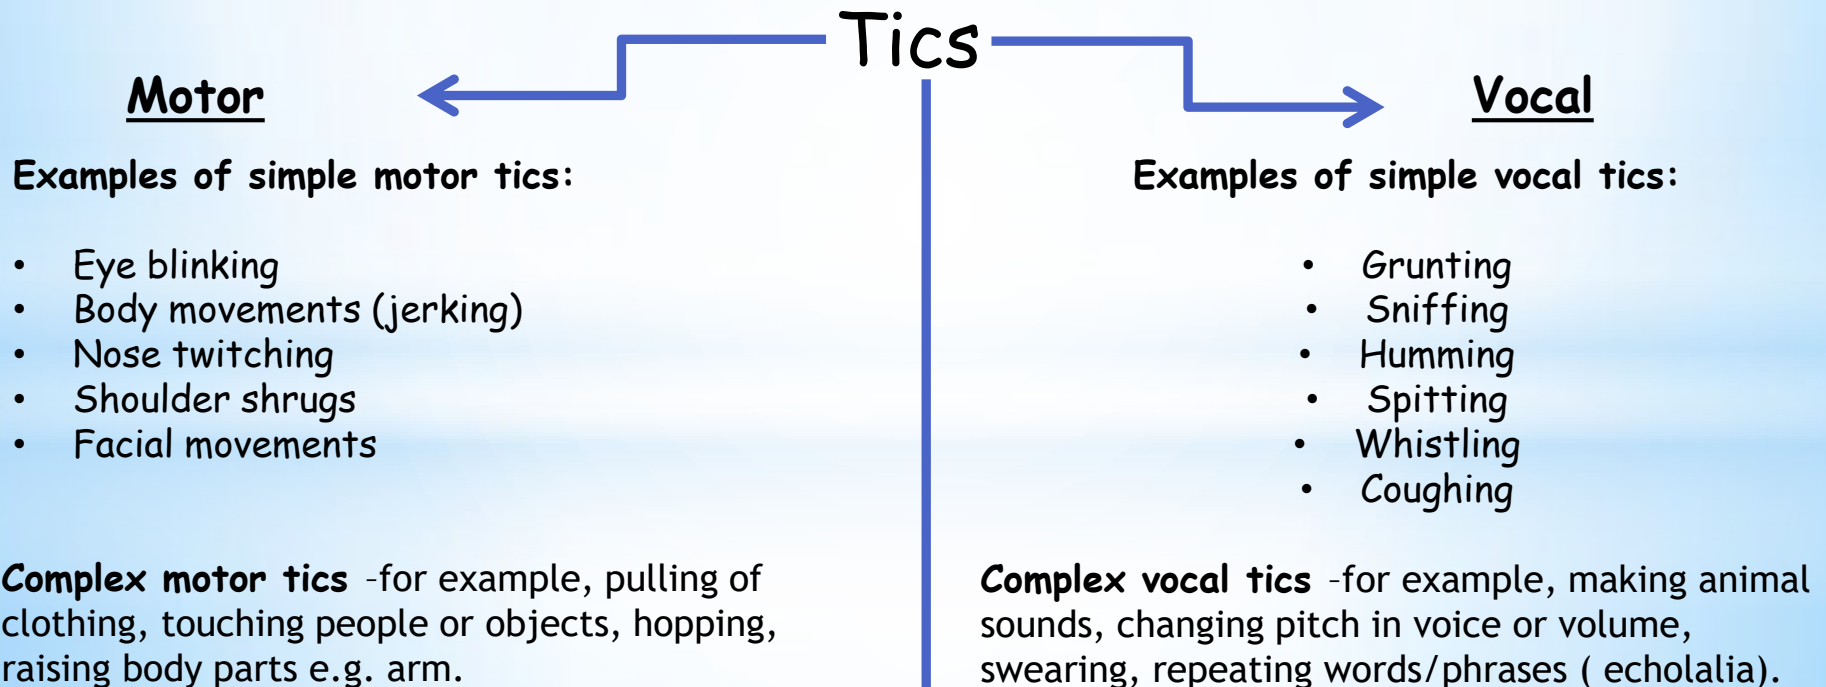 Tics
Motor
Examples of simple motor tics:
• Eye blinking
• Body movements (jerking)
• Nose twitching
• Shoulder shrugs
• Facial movements
Complex motor tics -for example, pulling of
clothing, touching people or objects, hopping,
raising body parts e.g. arm.
Vocal
Examples of simple vocal tics:
• Grunting
• Sniffing
• Humming
• Spitting
• Whistling
• Coughing
Complex vocal tics -for example, making animal
sounds, changing pitch in voice or volume,
swearing, repeating words/phrases ( echolalia).